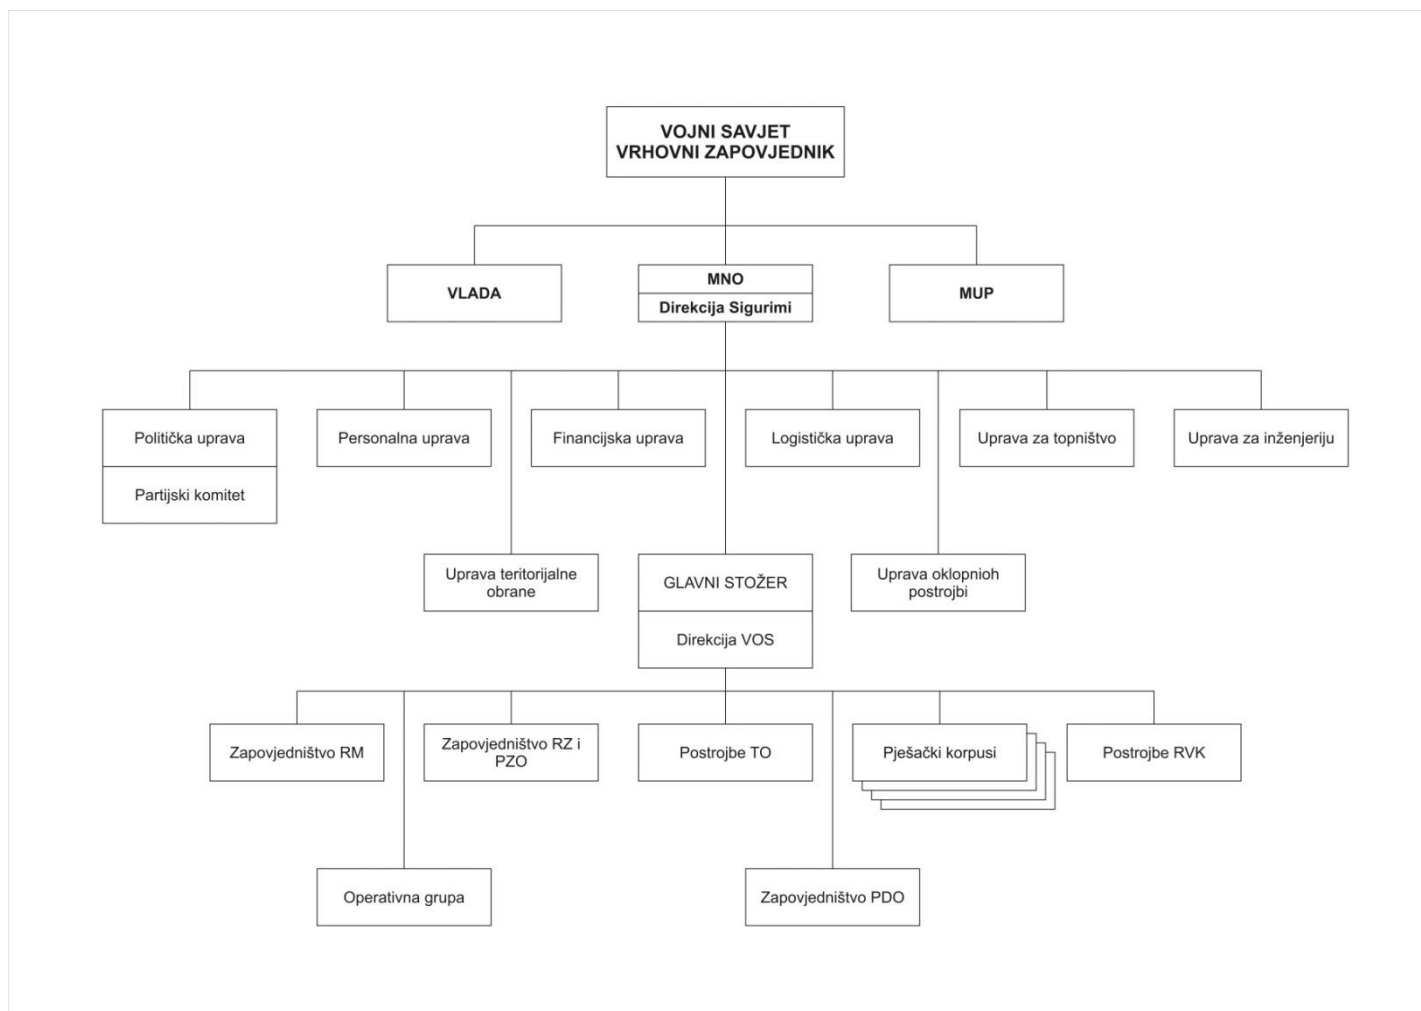 VOJNI SAVJET
VRHOVNI ZAPOVJEDNIK
VLADA
MNO
Direkcija Sigurimi
MUP
Politička uprava
Partijski komitet
Personalna uprava
Financijska uprava
Logistička uprava
Uprava za topništvo
Uprava za inženjeriju
Uprava teritorijalne
obrane
GLAVNI STOŽER
Direkcija VOS
Uprava oklopnioh
postrojbi
Zapovjedništvo RM
Zapovjedništvo RZ i
PZO
Postrojbe TO
Pješački korpusi
Postrojbe RVK
Operativna grupa
Zapovjedništvo PDO